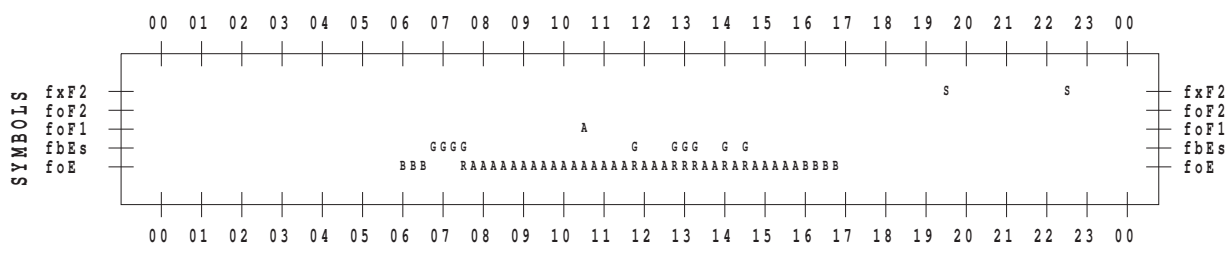 00 01 02 03 04 05 06 07 08 09 10 11 12 13 14 15 16 17 18 19 20 21 22 23 00
SYMBOLS
fxF2 S S fxF2
foF2 foF2
foF1 A foF1
fbEs GGGG G GGG G G fbEs
foE BBB RAAAAAAAAAAAAAAAARAAARRRAARARAAAAABBBB foE
00 01 02 03 04 05 06 07 08 09 10 11 12 13 14 15 16 17 18 19 20 21 22 23 00